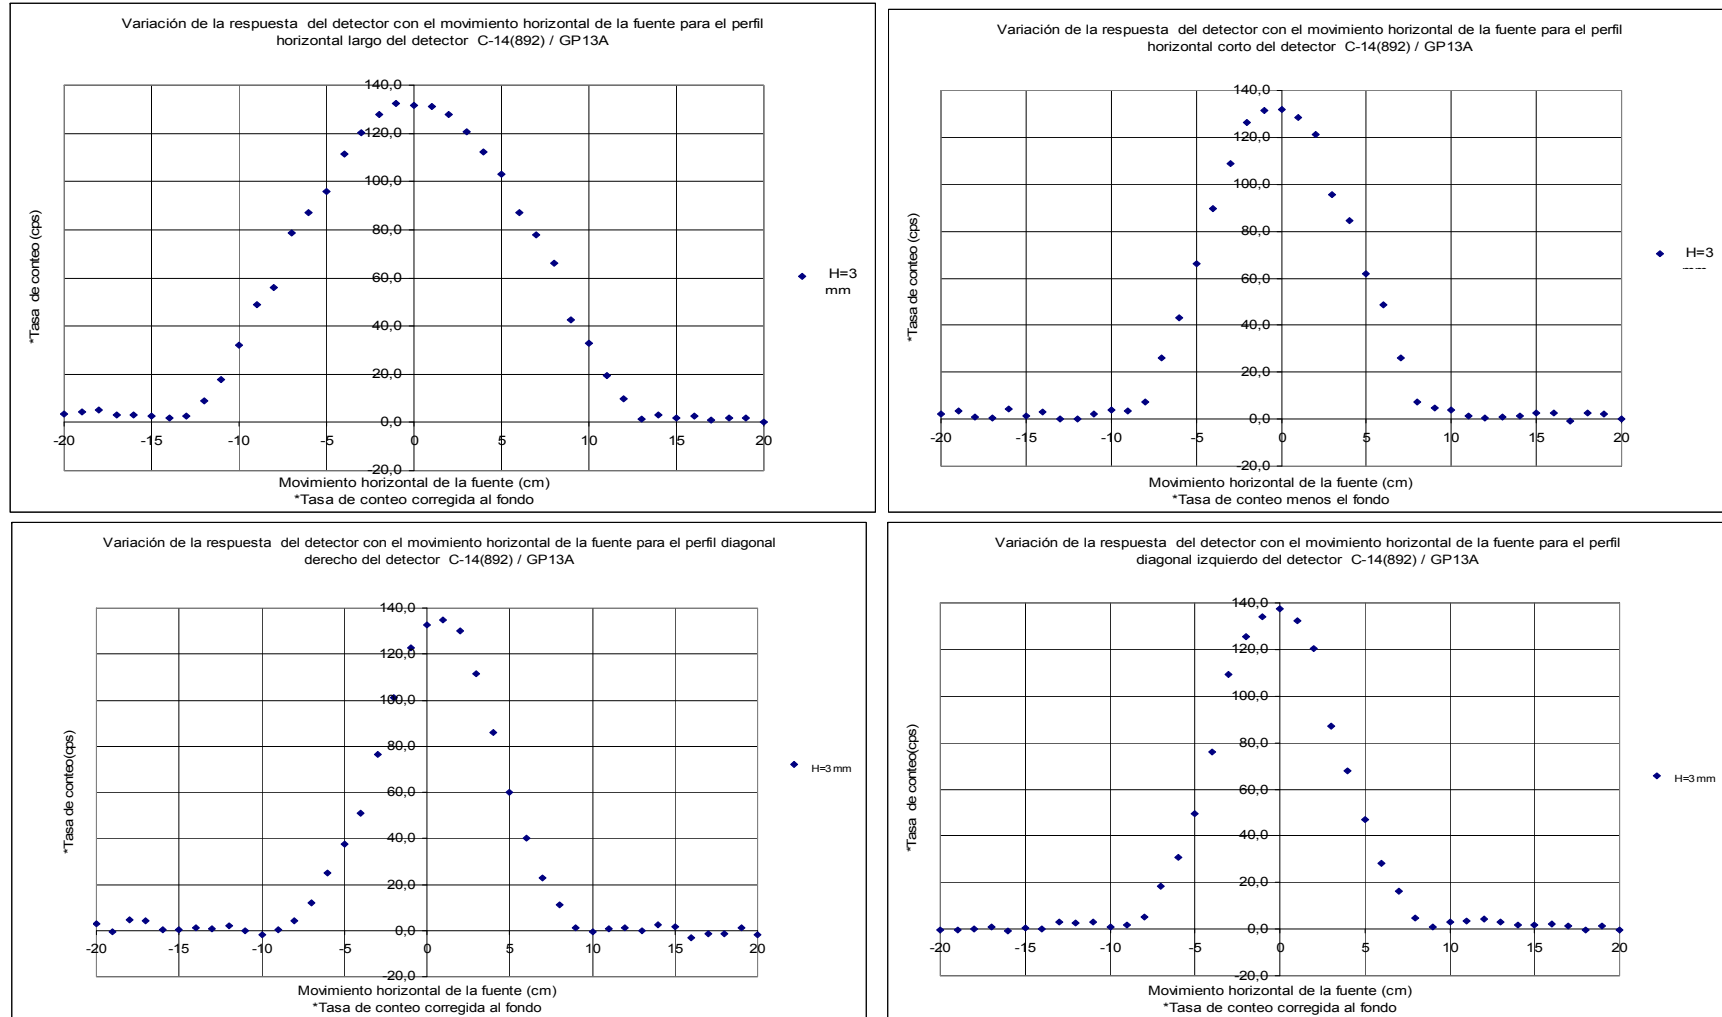 Variación de la respuesta del detector con el movimiento horizontal de la fuente para el perfil
horizontal largo del detector C-14(892) / GP13A
140,0
120,0
100,0
80,0
60,0
40,0
20,0
0,0
-20,0
-20 -15 -10 -5 0 5 10 15 20
*Tasa de conteo (cps)
H=3
mm
Movimiento horizontal de la fuente (cm)
*Tasa de conteo corregida al fondo
Variación de la respuesta del detector con el movimiento horizontal de la fuente para el perfil
horizontal corto del detector C-14(892) / GP13A
140,0
120,0
100,0
80,0
60,0
40,0
20,0
0,0
-20,0
-20 -15 -10 -5 0 5 10 15 20
*Tasa de conteo (cps)
H=3
Movimiento horizontal de la fuente (cm)
*Tasa de conteo menos el fondo
Variación de la respuesta del detector con el movimiento horizontal de la fuente para el perfil diagonal
derecho del detector C-14(892) / GP13A
140,0
120,0
100,0
80,0
60,0
40,0
20,0
0,0
-20,0
-20 -15 -10 -5 0 5 10 15 20
*Tasa de conteo(cps)
H=3 mm
Movimiento horizontal de la fuente (cm)
*Tasa de conteo corregida al fondo
Variación de la respuesta del detector con el movimiento horizontal de la fuente para el perfil
diagonal izquierdo del detector C-14(892) / GP13A
140,0
120,0
100,0
80,0
60,0
40,0
20,0
0,0
-20,0
-20 -15 -10 -5 0 5 10 15 20
*Tasa de conteo(cps)
H=3 mm
Movimiento horizontal de la fuente (cm)
*Tasa de conteo corregida al fondo